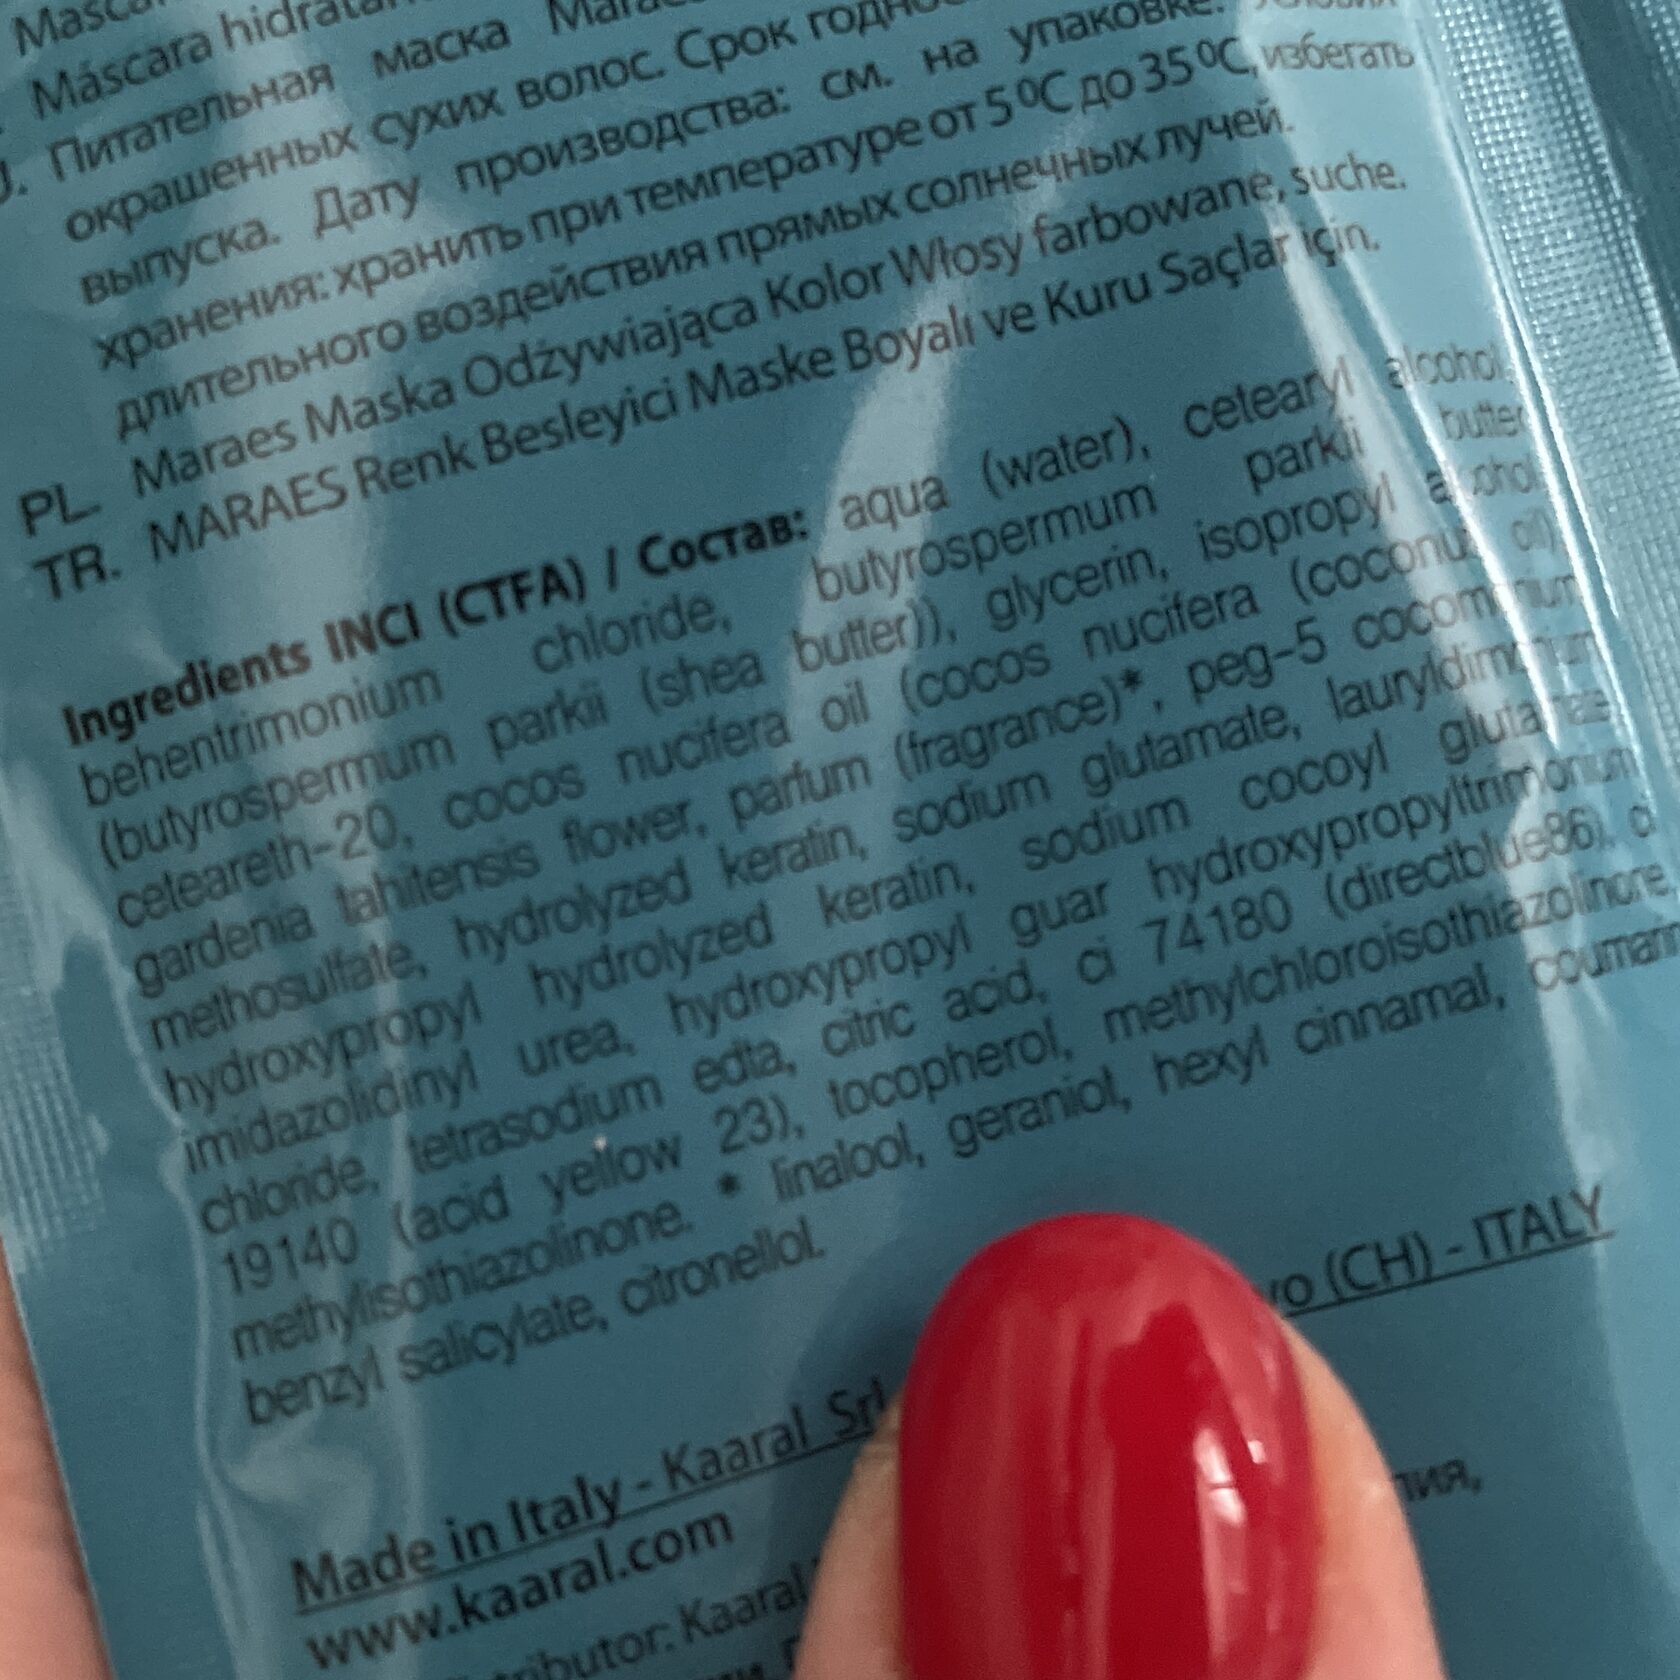 Máscara hidratan
Питательная маска Maraes
окрашенных сухих волос. Срок годнос
выпуска. Дату производства: см. на упаковке. Условия
хранения: хранить при температуре от 5 ºC до 35 ºC, избегать
длительного воздействия прямых солнечных лучей.
PL. Maraes Maska Odżywiająca Kolor Włosy farbowane, suche.
TR. MARAES Renk Besleyici Maske Boyalı ve Kuru Saçlar İçin.
Ingredients INCI (CTFA) / Состав: aqua (water), cetearyl alcohol,
behentrimonium chloride, butyrospermum parkii butter
(butyrospermum parkii (shea butter)), glycerin, isopropyl alcohol,
ceteareth-20, cocos nucifera oil (cocos nucifera (coconut oil),
gardenia tahitensis flower, parfum (fragrance)*, peg-5 cocomonium
methosulfate, hydrolyzed keratin, sodium glutamate, lauryldimonium
hydroxypropyl hydrolyzed keratin, sodium cocoyl glutamate,
imidazolidinyl urea, hydroxypropyl guar hydroxypropyltrimonium
chloride, tetrasodium edta, citric acid, ci 74180 (directblue86), ci
19140 (acid yellow 23), tocopherol, methylchloroisothiazolinone,
methylisothiazolinone. * linalool, geraniol, hexyl cinnamal, coumarin,
benzyl salicylate, citronellol.
Made in Italy - Kaaral Srl vo (CH) - ITALY
www.kaaral.com
tributor: Kaaral